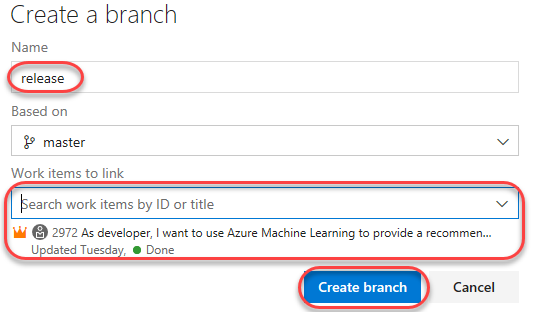 Create a branch
Name
release
Based on
master
Work items to link
Search work items by ID or title
2972 As developer, I want to use Azure Machine Learning to provide a recommen...
Updated Tuesday, Done
Create branch Cancel